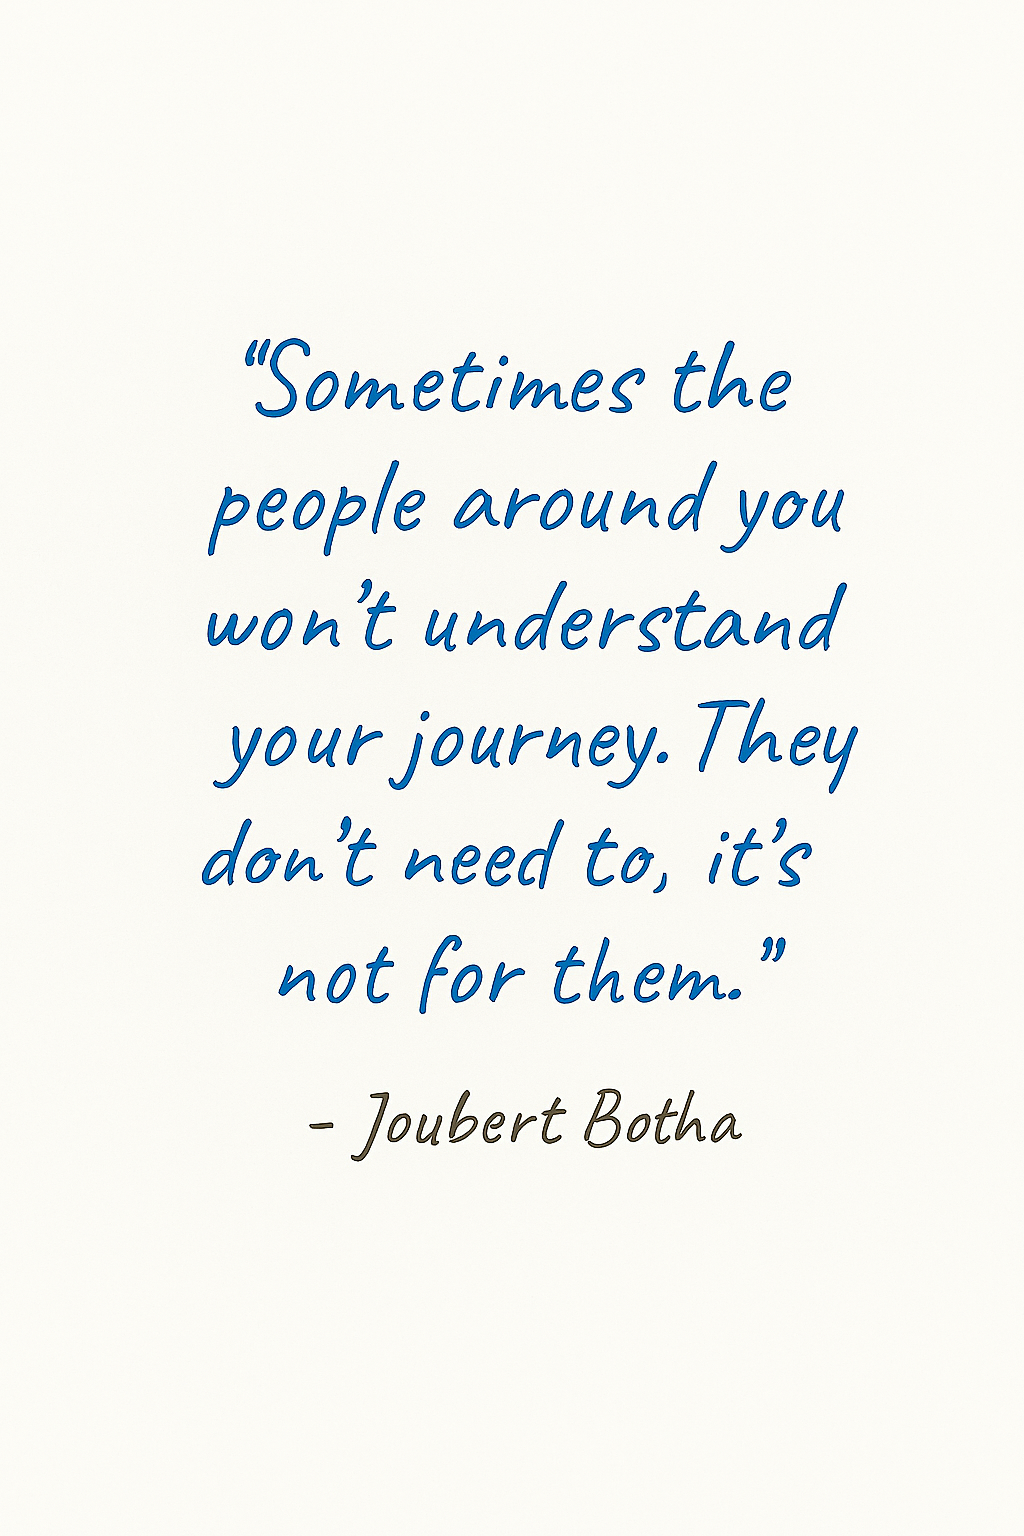 “Sometimes the
people around you
won’t understand
your journey. They
don’t need to, it’s
not for them.”
- Joubert Botha